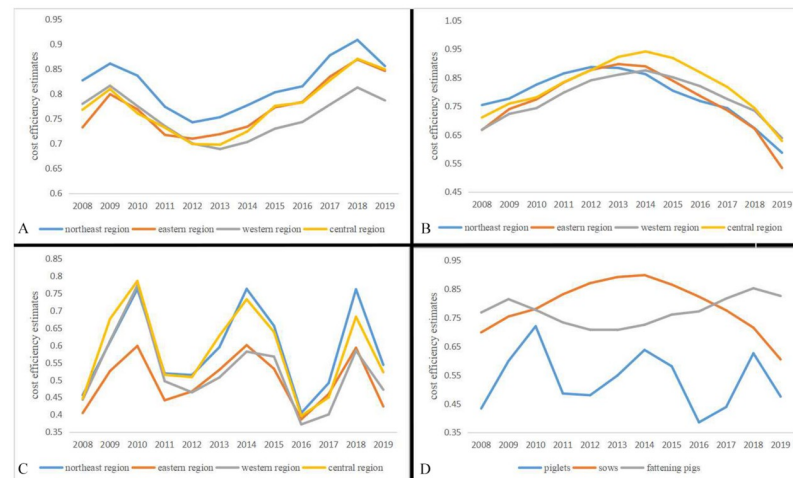 0.95
0.9
0.85
0.8
0.75
0.7
0.65
0.6
cost efficiency estimates
2008 2009 2010 2011 2012 2013 2014 2015 2016 2017 2018 2019
A
northeast region eastern region western region central region
1.05
0.95
0.85
0.75
0.65
0.55
0.45
cost efficiency estimates
2008 2009 2010 2011 2012 2013 2014 2015 2016 2017 2018 2019
B
northeast region eastern region western region central region
0.85
0.8
0.75
0.7
0.65
0.6
0.55
0.5
0.45
0.4
0.35
cost efficiency estimates
2008 2009 2010 2011 2012 2013 2014 2015 2016 2017 2018 2019
C
northeast region eastern region western region central region
0.95
0.85
0.75
0.65
0.55
0.45
0.35
cost efficiency estimates
2008 2009 2010 2011 2012 2013 2014 2015 2016 2017 2018 2019
D
piglets sows fattening pigs